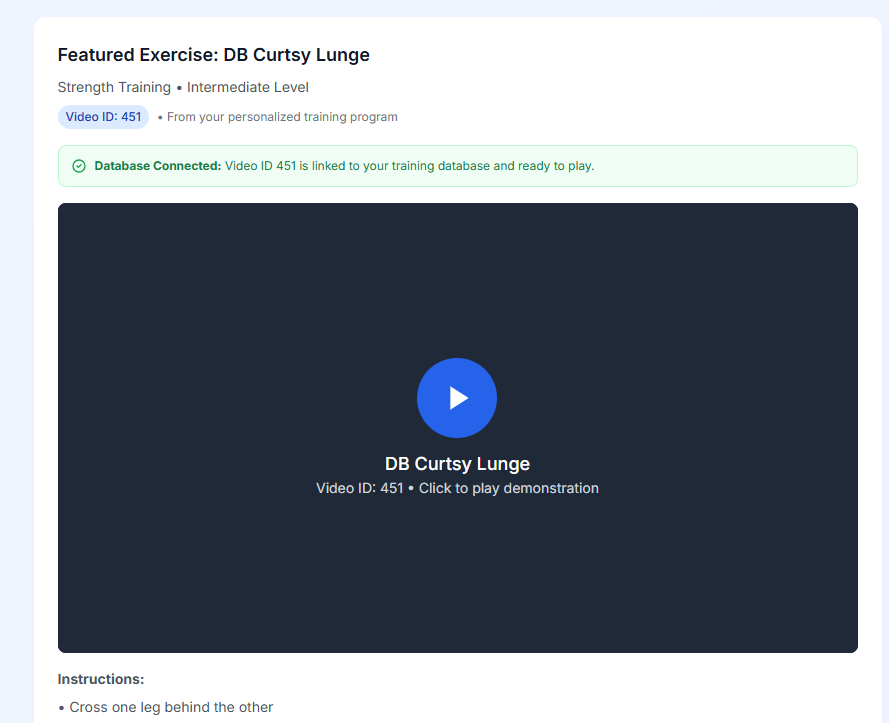 Featured Exercise: DB Curtsy Lunge
Strength Training • Intermediate Level
Video ID: 451 • From your personalized training program
Database Connected: Video ID 451 is linked to your training database and ready to play.
DB Curtsy Lunge
Video ID: 451 • Click to play demonstration
Instructions:
• Cross one leg behind the other